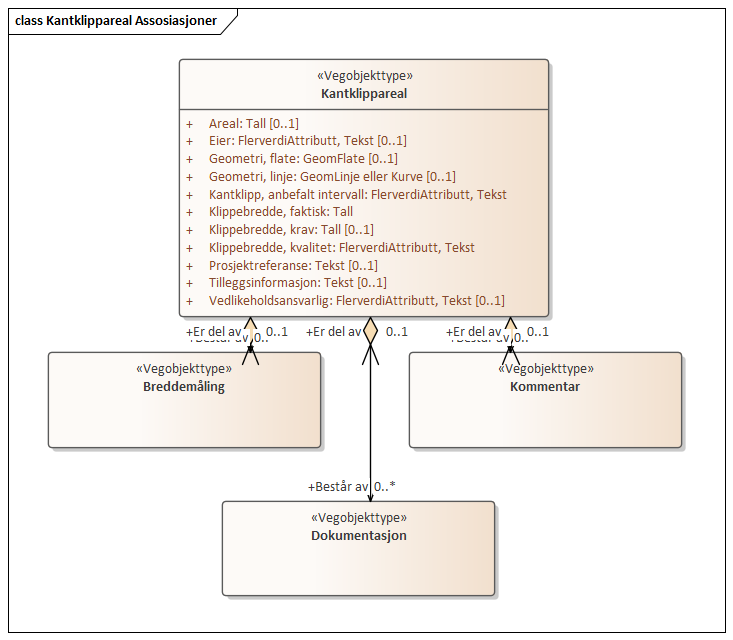 class Kantklippareal Assosiasjoner
«Vegobjekttype»
Kantklippareal
+ Areal: Tall [0..1]
+ Eier: FlerverdiAttributt, Tekst [0..1]
+ Geometri, flate: GeomFlate [0..1]
+ Geometri, linje: GeomLinje eller Kurve [0..1]
+ Kantklipp, anbefalt intervall: FlerverdiAttributt, Tekst
+ Klippebredde, faktisk: Tall
+ Klippebredde, krav: Tall [0..1]
+ Klippebredde, kvalitet: FlerverdiAttributt, Tekst
+ Prosjektreferanse: Tekst [0..1]
+ Tilleggsinformasjon: Tekst [0..1]
+ Vedlikeholdsansvarlig: FlerverdiAttributt, Tekst [0..1]
+Er del av 0..1 +Er del av 0..1 +Er del av 0..1
+Består av 0.. +Består av 0..
«Vegobjekttype» «Vegobjekttype»
Breddemåling Kommentar
+Består av 0..*
«Vegobjekttype»
Dokumentasjon